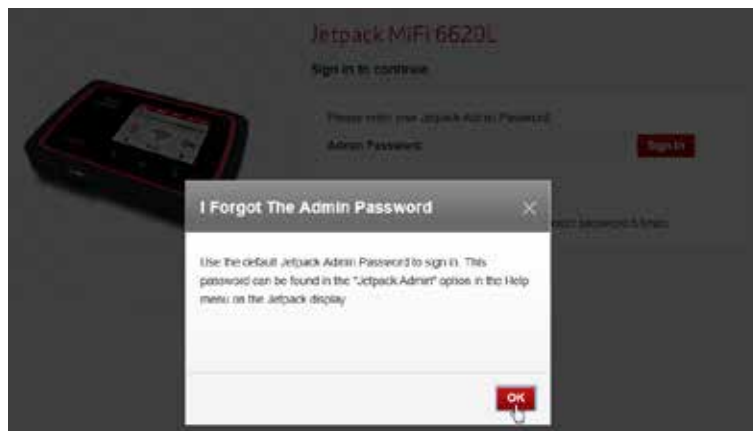 Jetpack MiFi 6620L
Sign in to continue
Please enter your Jetpack Admin Password
Admin Password:
Sign In
I Forgot The Admin Password
Use the default Jetpack Admin Password to sign in. This
password can be found in the "Jetpack Admin" option in the Help
menu on the Jetpack display
OK